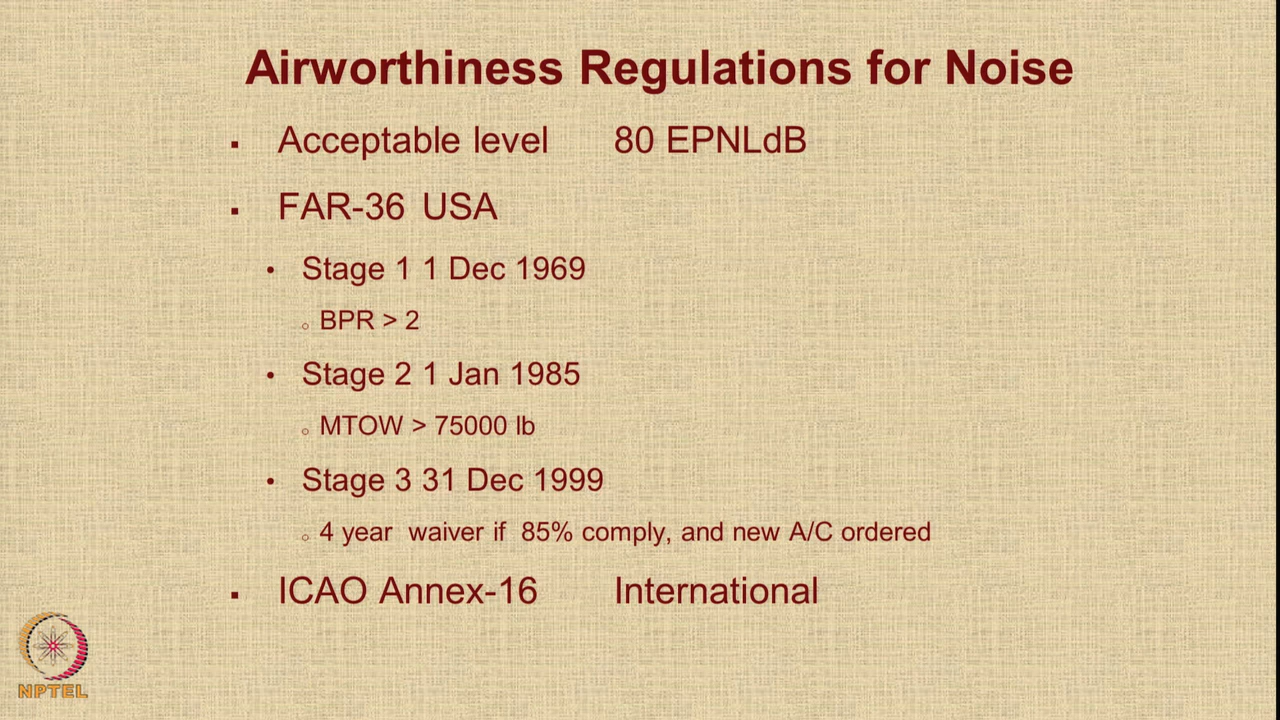 Airworthiness Regulations for Noise
▪ Acceptable level 80 EPNLdB
▪ FAR-36 USA
• Stage 1 1 Dec 1969
○ BPR > 2
• Stage 2 1 Jan 1985
○ MTOW > 75000 lb
• Stage 3 31 Dec 1999
○ 4 year waiver if 85% comply, and new A/C ordered
▪ ICAO Annex-16 International
NPTEL